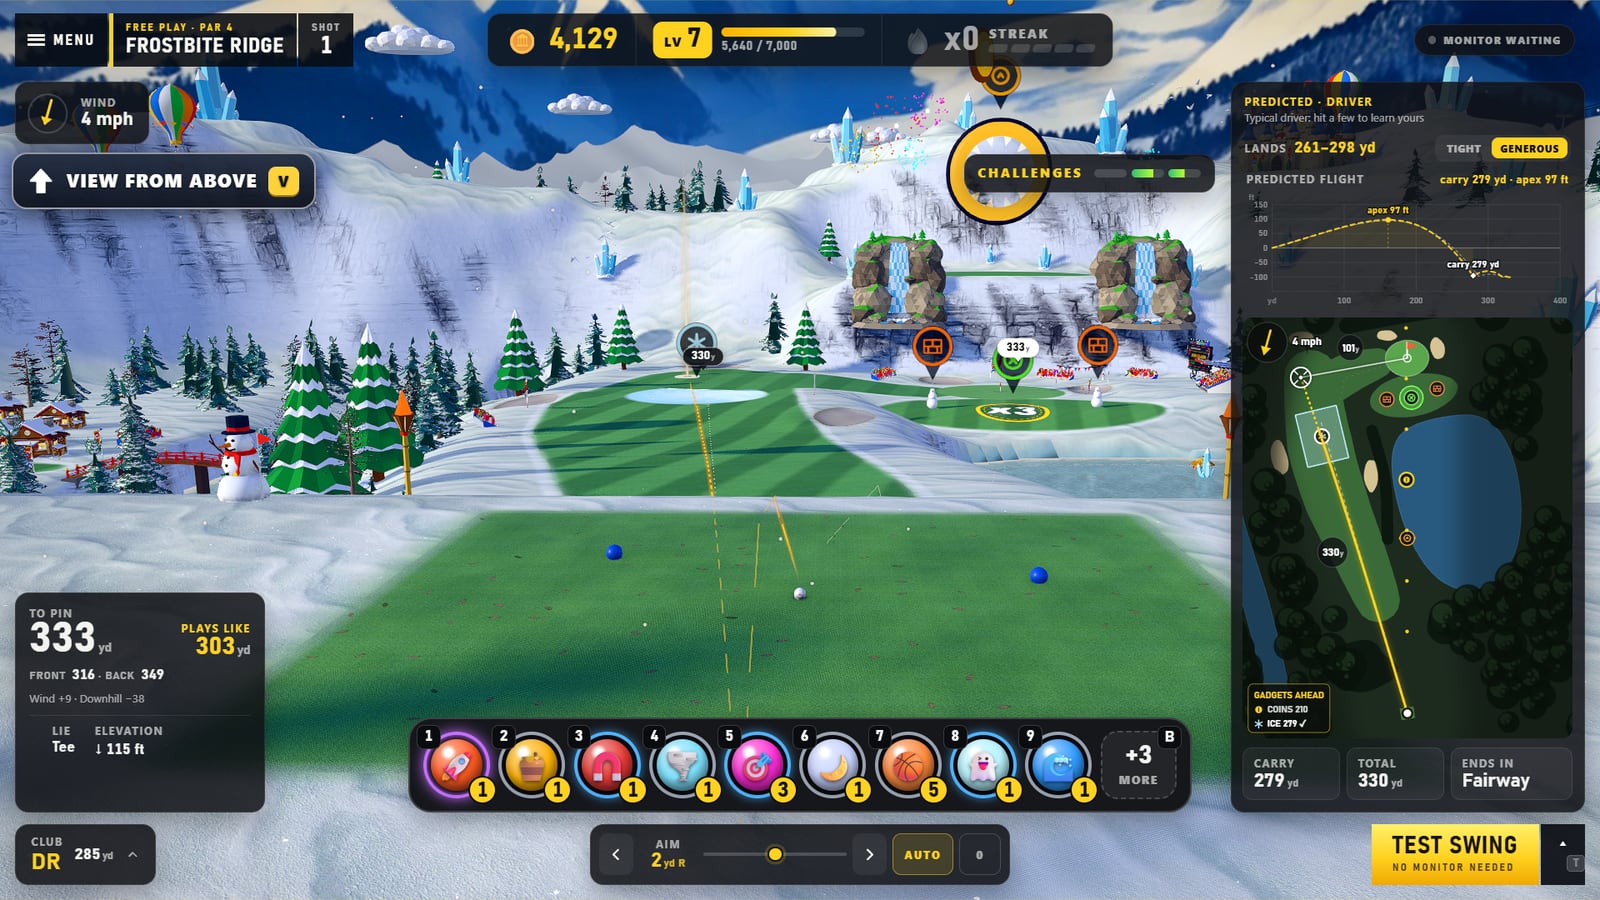 MENU
FREE PLAY · PAR 4
FROSTBITE RIDGE
SHOT
1
4,129
LV 7
5,640 / 7,000
x0 STREAK
MONITOR WAITING
WIND
4 mph
VIEW FROM ABOVE V
CHALLENGES
330y
333y
x3
PREDICTED · DRIVER
Typical driver: hit a few to learn yours
LANDS 261–298 yd
TIGHT GENEROUS
PREDICTED FLIGHT
carry 279 yd · apex 97 ft
ft
150
100
50
0
-50
-100
apex 97 ft
carry 279 yd
yd 100 200 300 400
4 mph
101y
330y
GADGETS AHEAD
COINS 210
ICE 279 ✓
CARRY
279 yd
TOTAL
330 yd
ENDS IN
Fairway
TO PIN
333 yd
PLAYS LIKE
303 yd
FRONT 316 · BACK 349
Wind +9 · Downhill −38
LIE
Tee
ELEVATION
↓ 115 ft
1 2 3 4 5 6 7 8 9 B
1 1 1 1 3 1 5 1 1
+3
MORE
CLUB
DR 285 yd
AIM
2 yd R
AUTO
0
TEST SWING
NO MONITOR NEEDED
T